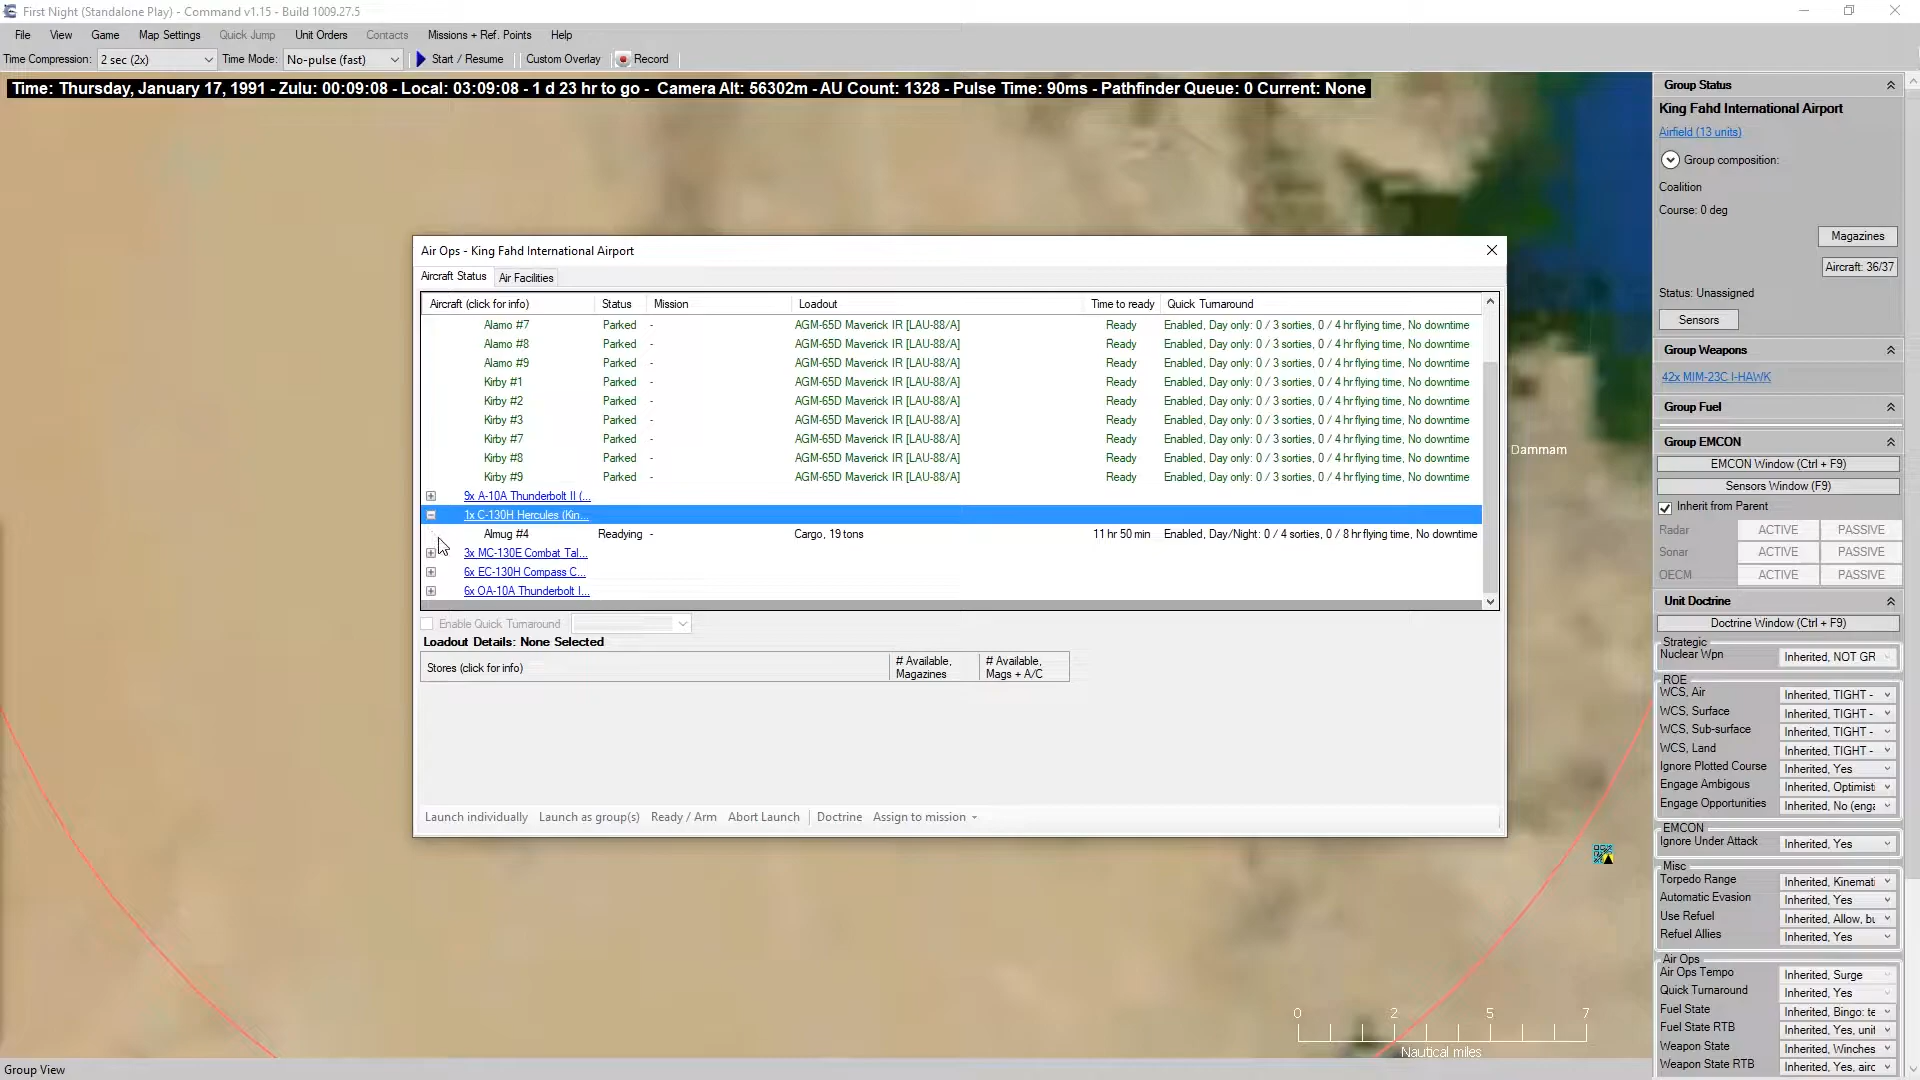 First Night (Standalone Play) - Command v1.15 - Build 1009.27.5
File View Game Map Settings Quick Jump Unit Orders Contacts Missions + Ref. Points Help
Time Compression: 2 sec (2x) Time Mode: No-pulse (fast) Start / Resume Custom Overlay Record
Time: Thursday, January 17, 1991 - Zulu: 00:09:08 - Local: 03:09:08 - 1 d 23 hr to go - Camera Alt: 56302m - AU Count: 1328 - Pulse Time: 90ms - Pathfinder Queue: 0 Current: None
Air Ops - King Fahd International Airport
Aircraft Status Air Facilities
Aircraft (click for info) Status Mission Loadout Time to ready Quick Turnaround
Alamo #7 Parked - AGM-65D Maverick IR [LAU-88/A] Ready Enabled, Day only: 0 / 3 sorties, 0 / 4 hr flying time, No downtime
Alamo #8 Parked - AGM-65D Maverick IR [LAU-88/A] Ready Enabled, Day only: 0 / 3 sorties, 0 / 4 hr flying time, No downtime
Alamo #9 Parked - AGM-65D Maverick IR [LAU-88/A] Ready Enabled, Day only: 0 / 3 sorties, 0 / 4 hr flying time, No downtime
Kirby #1 Parked - AGM-65D Maverick IR [LAU-88/A] Ready Enabled, Day only: 0 / 3 sorties, 0 / 4 hr flying time, No downtime
Kirby #2 Parked - AGM-65D Maverick IR [LAU-88/A] Ready Enabled, Day only: 0 / 3 sorties, 0 / 4 hr flying time, No downtime
Kirby #3 Parked - AGM-65D Maverick IR [LAU-88/A] Ready Enabled, Day only: 0 / 3 sorties, 0 / 4 hr flying time, No downtime
Kirby #7 Parked - AGM-65D Maverick IR [LAU-88/A] Ready Enabled, Day only: 0 / 3 sorties, 0 / 4 hr flying time, No downtime
Kirby #8 Parked - AGM-65D Maverick IR [LAU-88/A] Ready Enabled, Day only: 0 / 3 sorties, 0 / 4 hr flying time, No downtime
Kirby #9 Parked - AGM-65D Maverick IR [LAU-88/A] Ready Enabled, Day only: 0 / 3 sorties, 0 / 4 hr flying time, No downtime
9x A-10A Thunderbolt II (...
1x C-130H Hercules (Kin...
Almug #4 Readying - Cargo, 19 tons 11 hr 50 min Enabled, Day/Night: 0 / 4 sorties, 0 / 8 hr flying time, No downtime
3x MC-130E Combat Tal...
6x EC-130H Compass C...
6x OA-10A Thunderbolt I...
Enable Quick Turnaround
Loadout Details: None Selected
Stores (click for info) # Available, Magazines # Available, Mags + A/C
Launch individually Launch as group(s) Ready / Arm Abort Launch Doctrine Assign to mission
Dammam
0 2 5 7
Nautical miles
Group View
Group Status
King Fahd International Airport
Airfield (13 units)
Group composition:
Coalition
Course: 0 deg
Magazines
Aircraft: 36/37
Status: Unassigned
Sensors
Group Weapons
42x MIM-23C I-HAWK
Group Fuel
Group EMCON
EMCON Window (Ctrl + F9)
Sensors Window (F9)
Inherit from Parent
Radar ACTIVE PASSIVE
Sonar ACTIVE PASSIVE
OECM ACTIVE PASSIVE
Unit Doctrine
Doctrine Window (Ctrl + F9)
Strategic
Nuclear Wpn Inherited, NOT GR
ROE
WCS, Air Inherited, TIGHT -
WCS, Surface Inherited, TIGHT -
WCS, Sub-surface Inherited, TIGHT -
WCS, Land Inherited, TIGHT -
Ignore Plotted Course Inherited, Yes
Engage Ambigous Inherited, Optimist
Engage Opportunities Inherited, No (enga
EMCON
Ignore Under Attack Inherited, Yes
Misc
Torpedo Range Inherited, Kinemati
Automatic Evasion Inherited, Yes
Use Refuel Inherited, Allow, bu
Refuel Allies Inherited, Yes
Air Ops
Air Ops Tempo Inherited, Surge
Quick Turnaround Inherited, Yes
Fuel State Inherited, Bingo: te
Fuel State RTB Inherited, Yes, unit
Weapon State Inherited, Winches
Weapon State RTB Inherited, Yes, airc